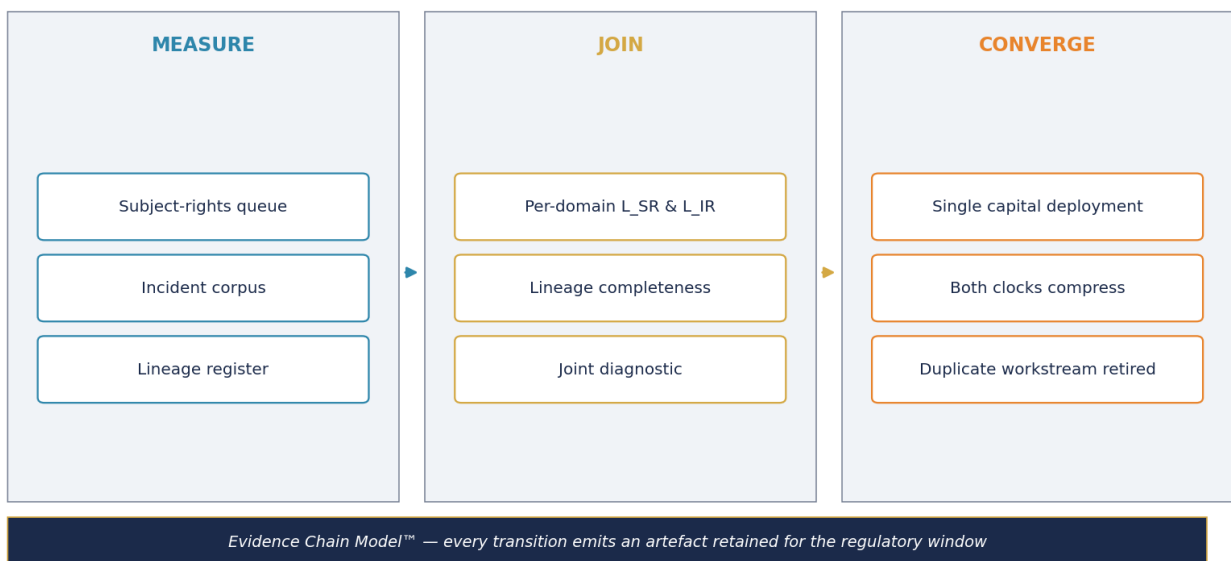 MEASURE
Subject-rights queue
Incident corpus
Lineage register
JOIN
Per-domain L_SR & L_IR
Lineage completeness
Joint diagnostic
CONVERGE
Single capital deployment
Both clocks compress
Duplicate workstream retired
Evidence Chain Model™ — every transition emits an artefact retained for the regulatory window